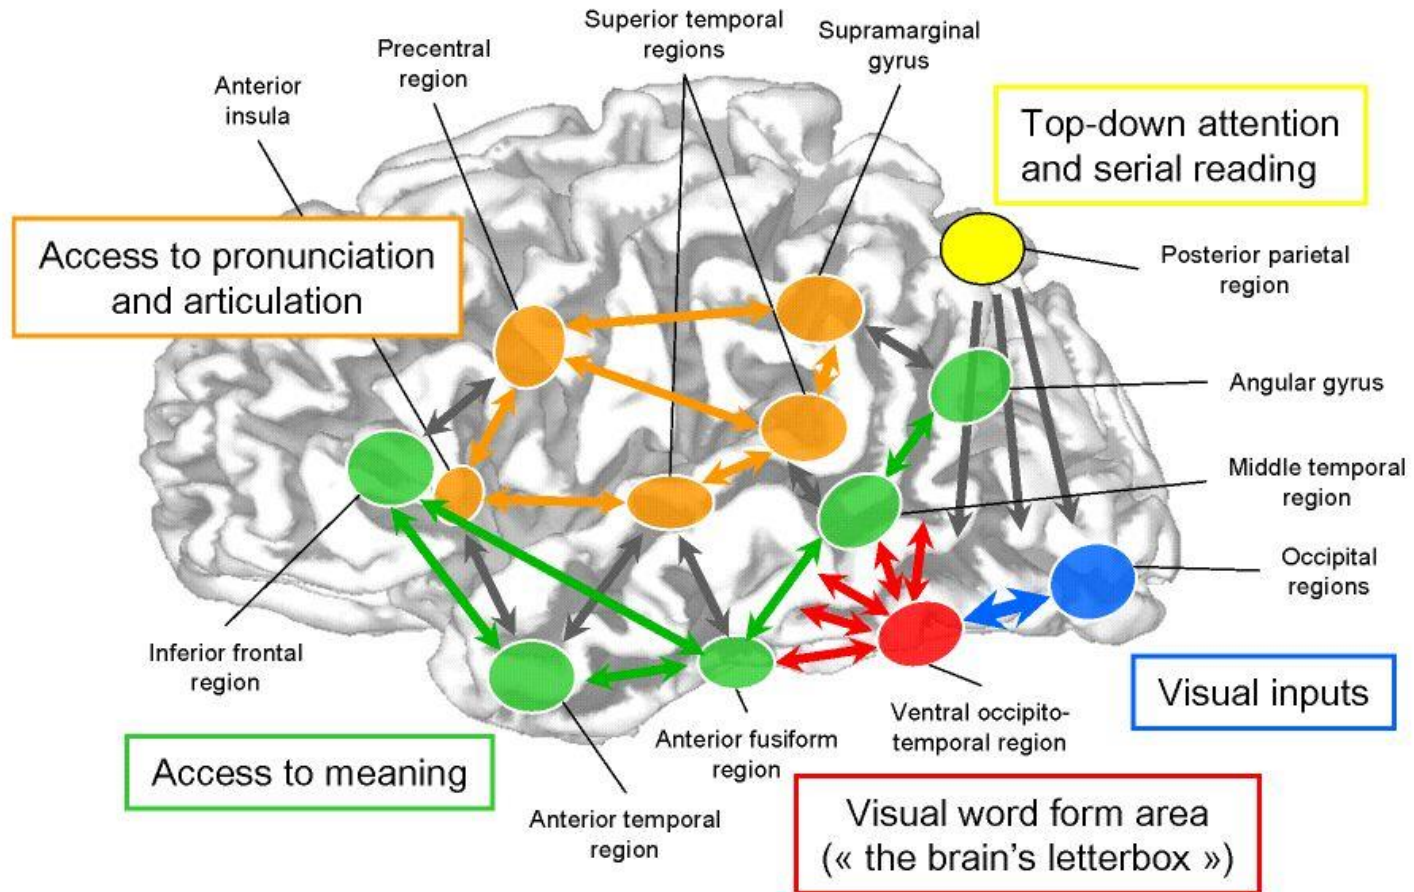 Superior temporal
regions
Supramarginal
gyrus
Precentral
region
Anterior
insula
Top-down attention
and serial reading
Access to pronunciation
and articulation
Posterior parietal
region
Angular gyrus
Middle temporal
region
Occipital
regions
Inferior frontal
region
Visual inputs
Ventral occipito-
temporal region
Anterior fusiform
region
Access to meaning
Anterior temporal
region
Visual word form area
(« the brain's letterbox »)